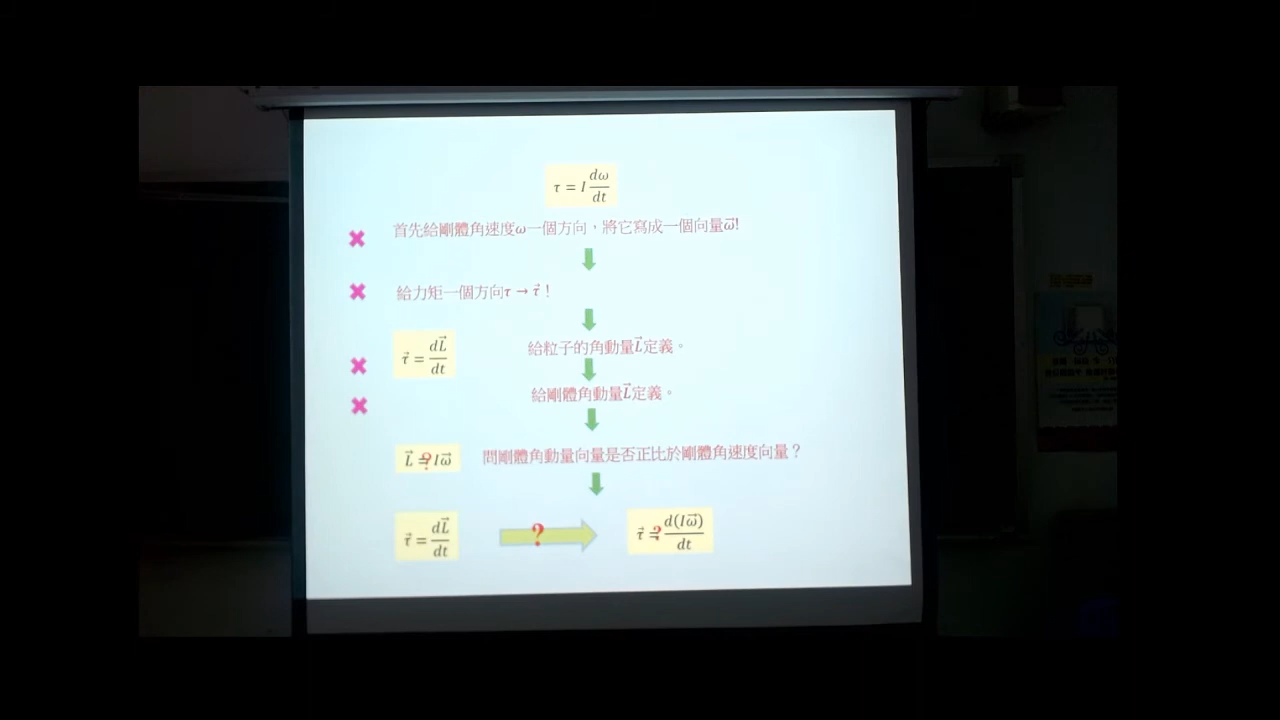 τ = I dω/dt
首先給剛體角速度ω一個方向，將它寫成一個向量ω⃗!
給力矩一個方向τ → τ⃗ !
τ⃗ = dL⃗/dt
給粒子的角動量L⃗定義。
給剛體角動量L⃗定義。
L⃗ =? Iω⃗ 問剛體角動量向量是否正比於剛體角速度向量？
τ⃗ = dL⃗/dt ? τ⃗ =? d(Iω⃗)/dt